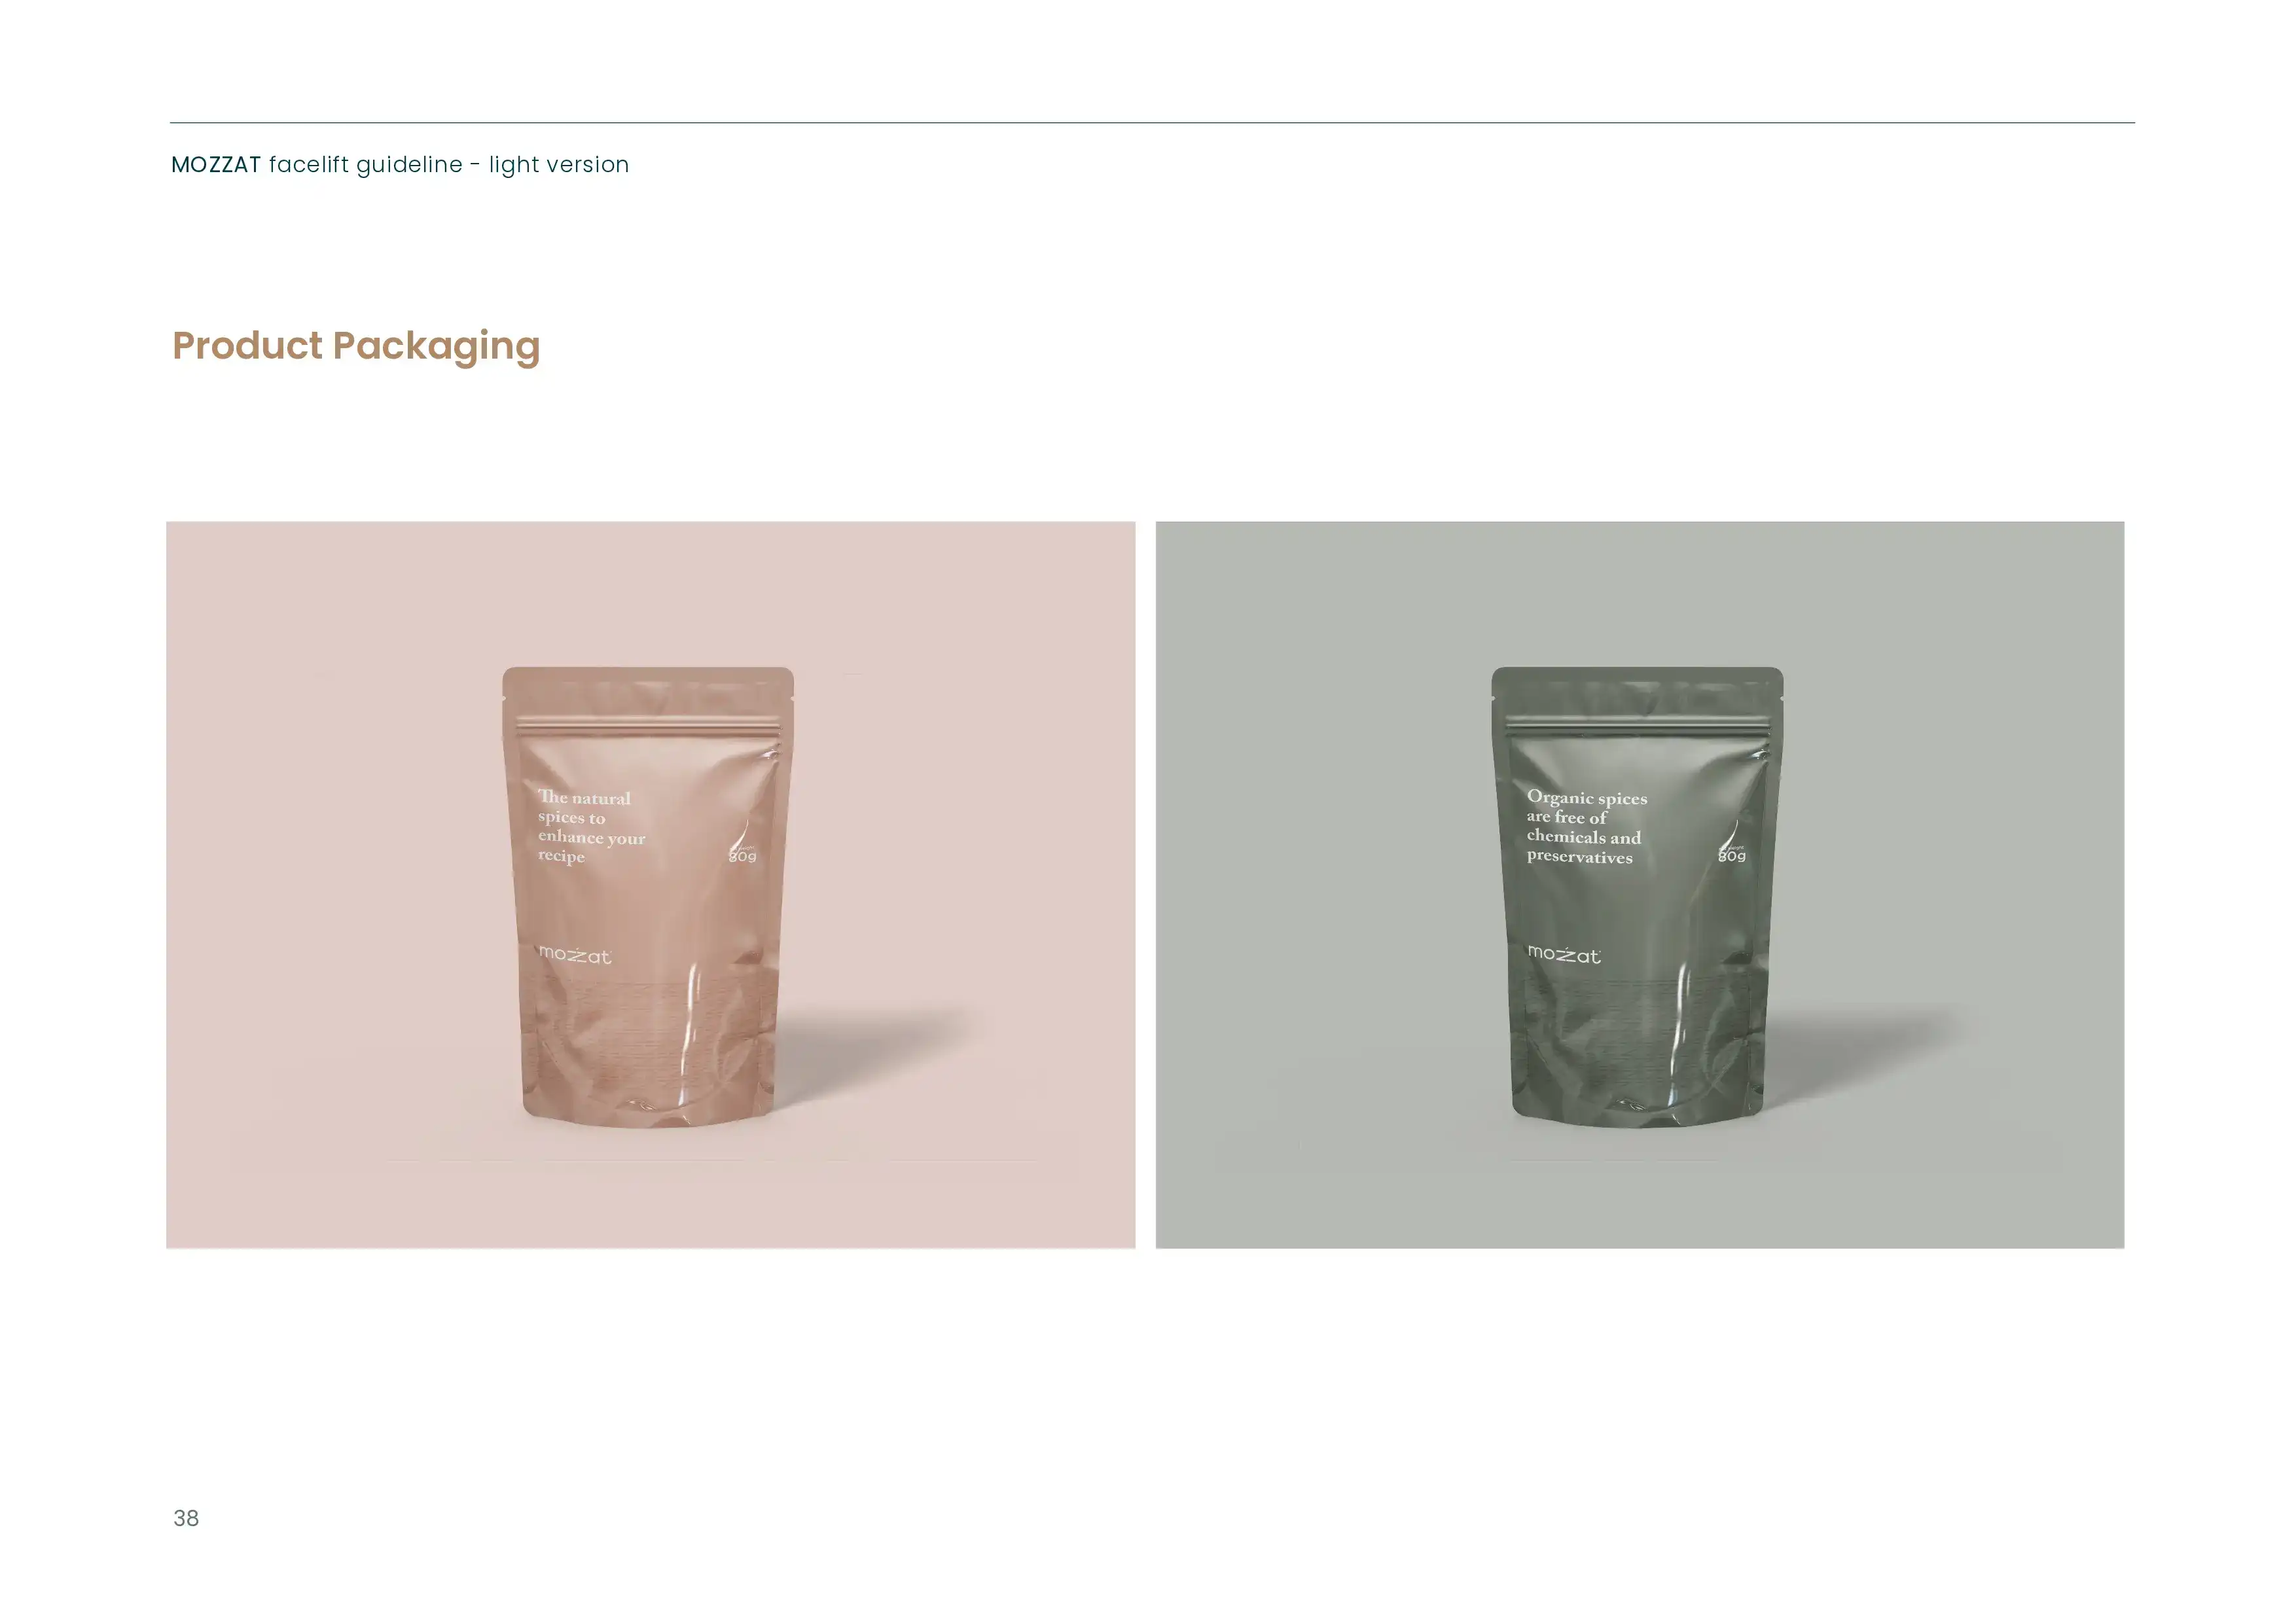 MOZZAT facelift guideline - light version
Product Packaging
The natural
spices to
enhance your
recipe
80g
mozzat
Organic spices
are free of
chemicals and
preservatives
80g
mozzat
38